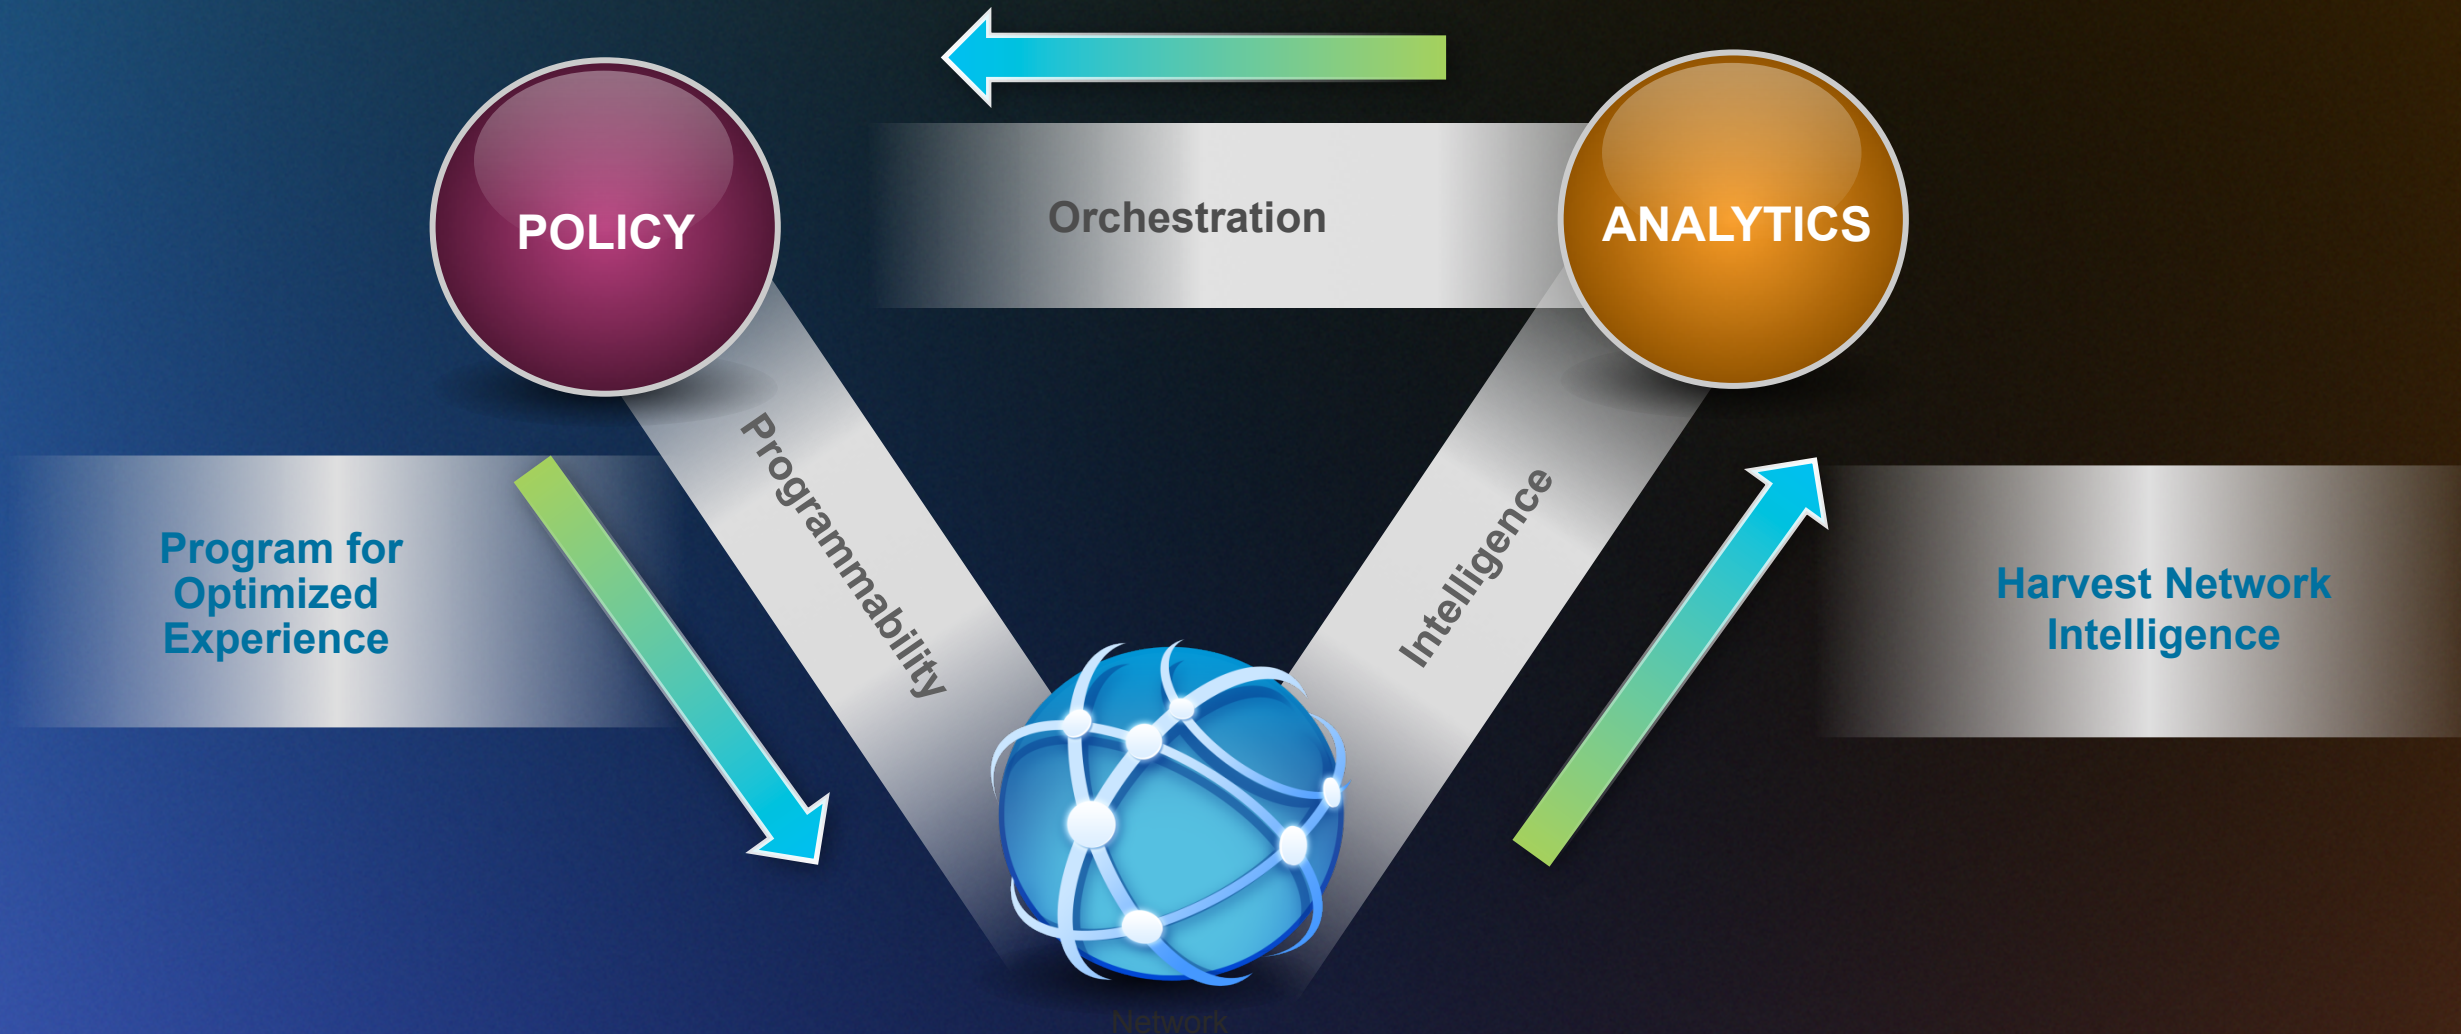 POLICY
Orchestration
ANALYTICS
Programmability
Intelligence
Program for
Optimized
Experience
Harvest Network
Intelligence
Network